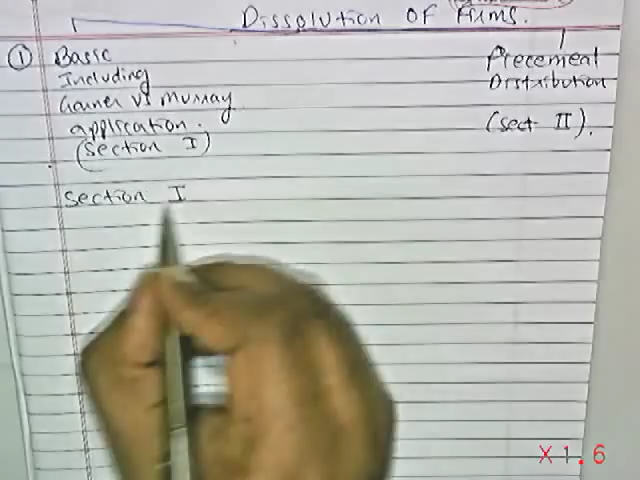 Dissolution of Firms.
① Basic
Including
Garner vs Murray
application.
(Section I)
Piecemeal
Distribution
(sect II).
Section I
X1.6